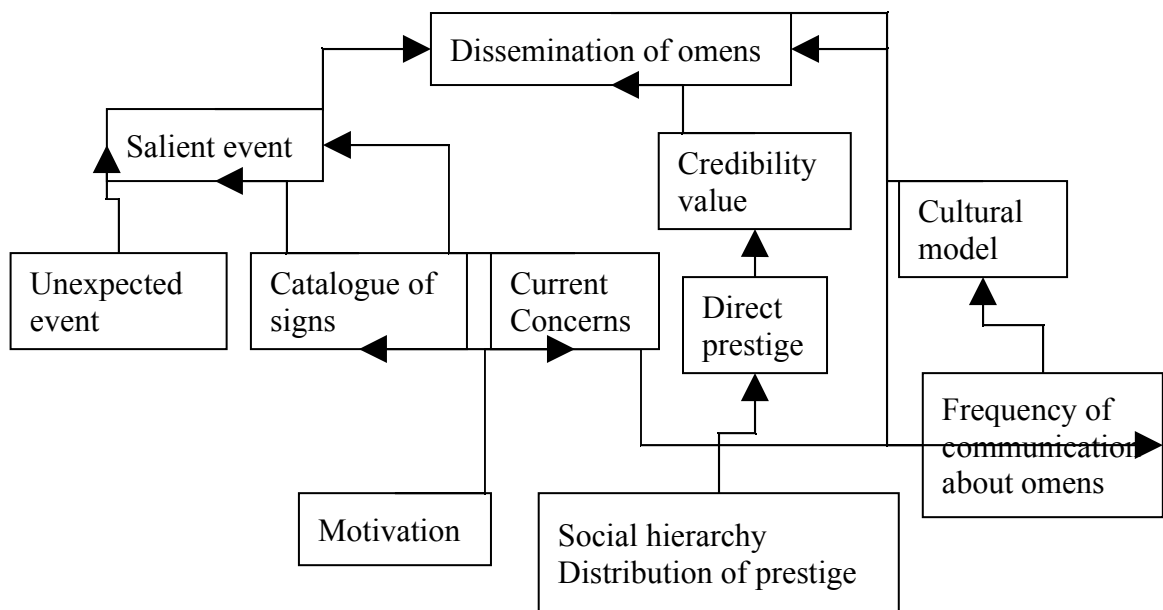 Dissemination of omens
Salient event
Credibility
value
Cultural
model
Unexpected
event
Catalogue of
signs
Current
Concerns
Direct
prestige
Frequency of
communication
about omens
Motivation
Social hierarchy
Distribution of prestige